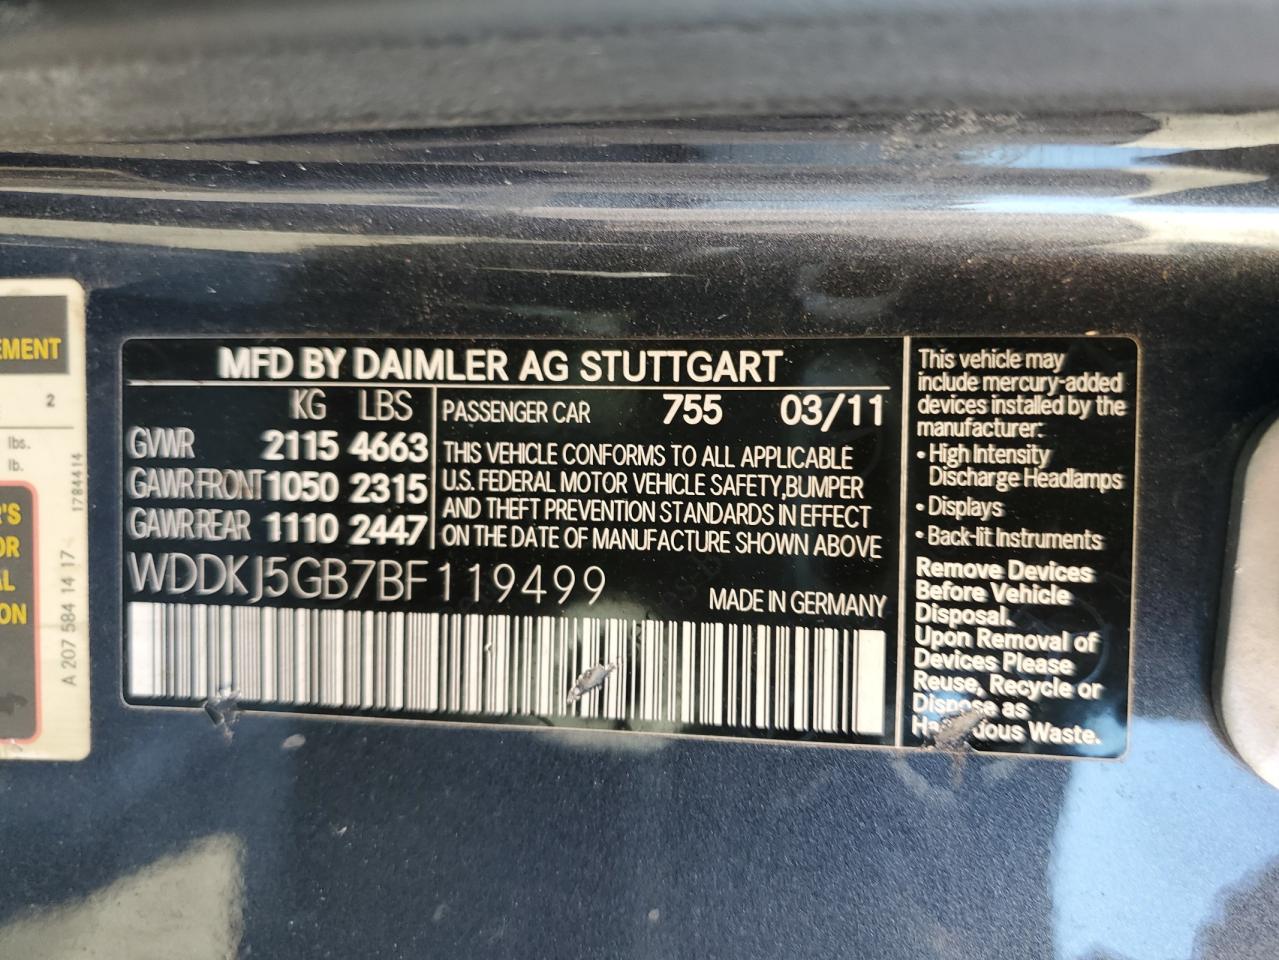 EMENT
2
lbs.
lb.
R'S
OR
AL
ON
A 207 584 14 17
1784414
MFD BY DAIMLER AG STUTTGART
KG LBS
GVWR 2115 4663
GAWR FRONT 1050 2315
GAWR REAR 1110 2447
PASSENGER CAR 755 03/11
THIS VEHICLE CONFORMS TO ALL APPLICABLE
U.S. FEDERAL MOTOR VEHICLE SAFETY,BUMPER
AND THEFT PREVENTION STANDARDS IN EFFECT
ON THE DATE OF MANUFACTURE SHOWN ABOVE
WDDKJ5GB7BF119499
MADE IN GERMANY
This vehicle may
include mercury-added
devices installed by the
manufacturer:
• High Intensity
Discharge Headlamps
• Displays
• Back-lit Instruments
Remove Devices
Before Vehicle
Disposal.
Upon Removal of
Devices Please
Reuse, Recycle or
Dispose as
Hazardous Waste.